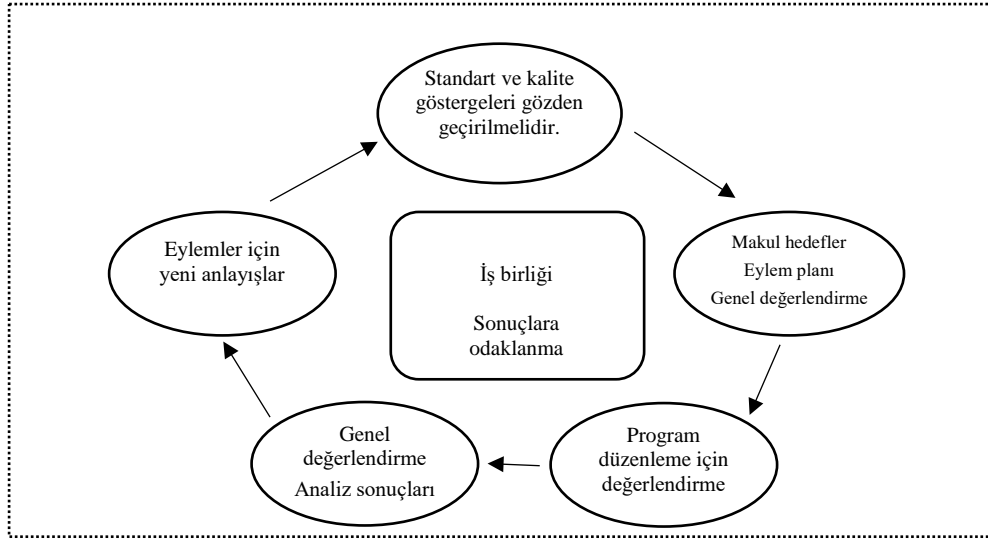 Standart ve kalite
göstergeleri gözden
geçirilmelidir.
Makul hedefler
Eylem planı
Genel değerlendirme
Program
düzenleme için
değerlendirme
Genel
değerlendirme
Analiz sonuçları
Eylemler için
yeni anlayışlar
İş birliği
Sonuçlara
odaklanma